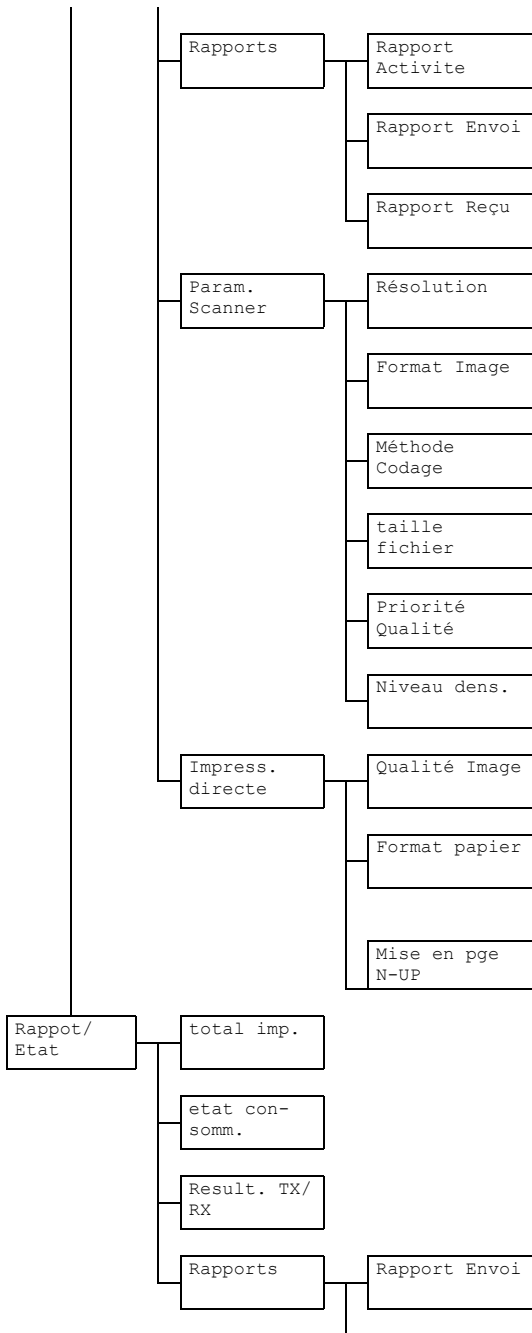 Rapports
Rapport
Activite
Rapport Envoi
Rapport Reçu
Param.
Scanner
Résolution
Format Image
Méthode
Codage
taille
fichier
Priorité
Qualité
Niveau dens.
Impress.
directe
Qualité Image
Format papier
Mise en pge
N-UP
Rappot/
Etat
total imp.
etat con-
somm.
Result. TX/
RX
Rapports
Rapport Envoi